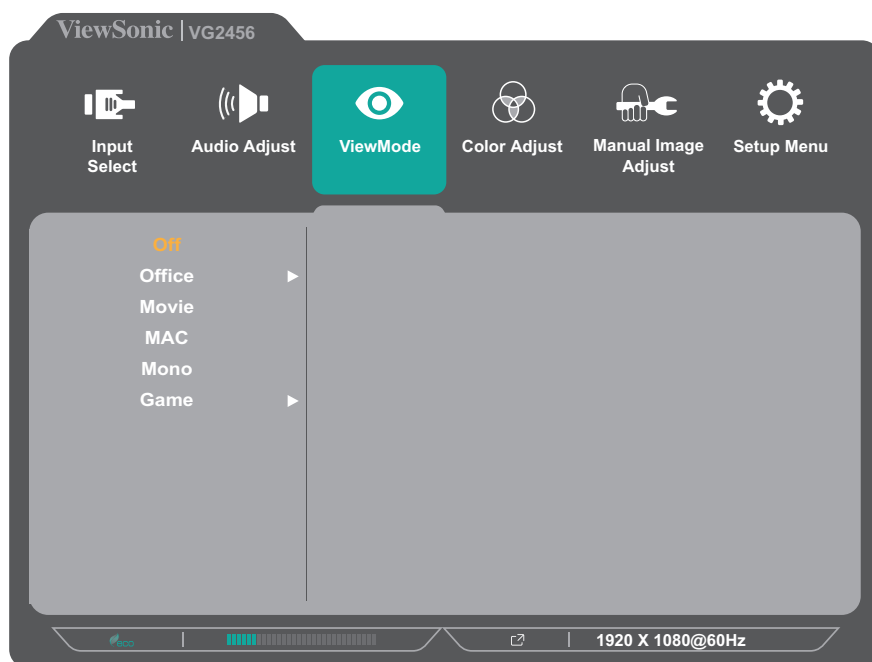 ViewSonic | VG2456
Input
Select
Audio Adjust
ViewMode
Color Adjust
Manual Image
Adjust
Setup Menu
Off
Office
Movie
MAC
Mono
Game
eco
1920 X 1080@60Hz